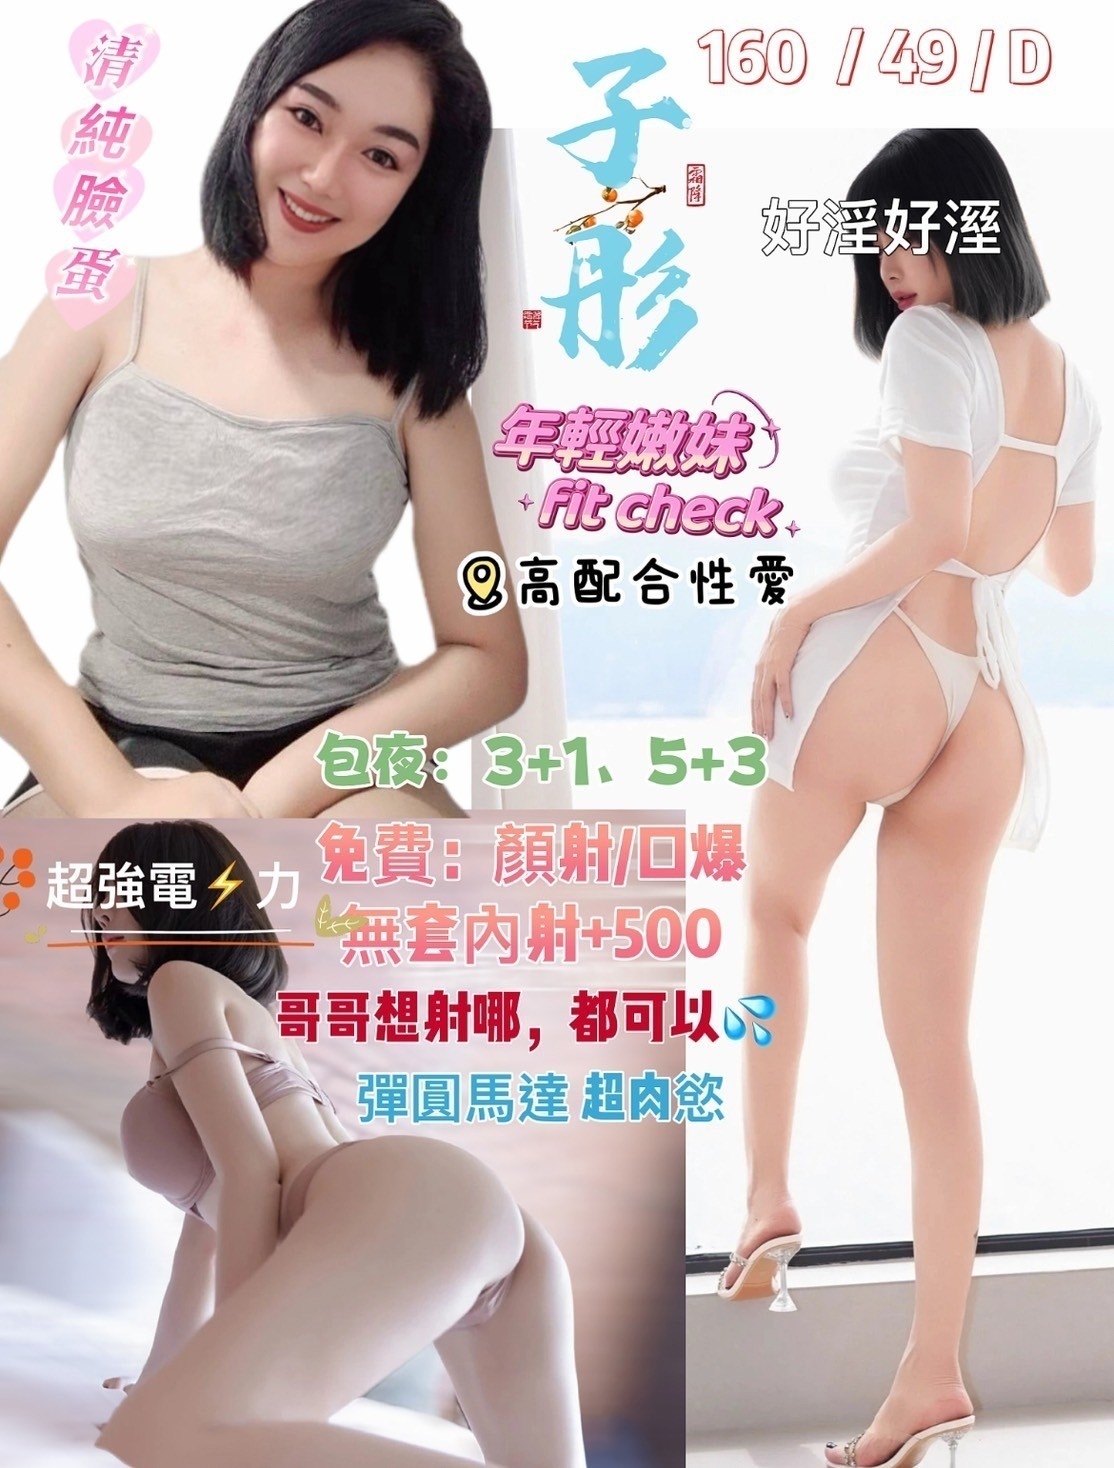 160 / 49 / D
清純臉蛋
子彤
霜降
好淫好溼
年輕嫩妹
fit check
高配合性愛
包夜：3+1、5+3
免費：顏射/口爆
超強電⚡力
無套內射+500
哥哥想射哪，都可以💦
彈圓馬達 超肉慾